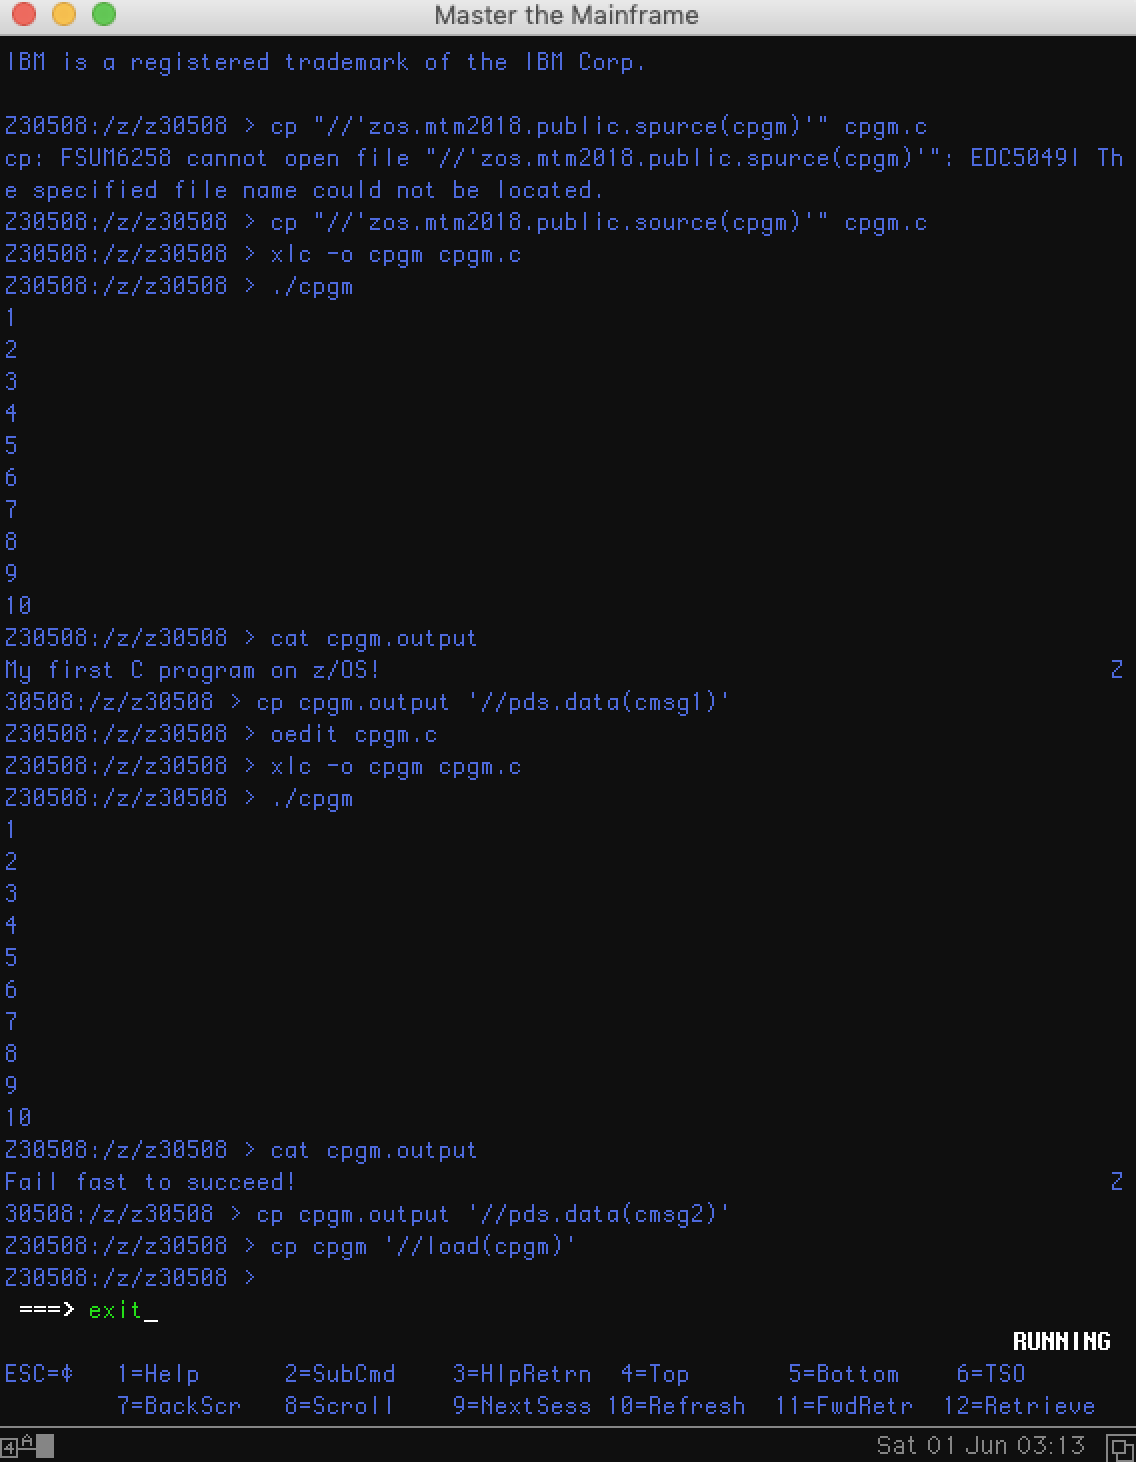 Master the Mainframe
IBM is a registered trademark of the IBM Corp.
Z30508:/z/z30508 > cp "//'zos.mtm2018.public.spurce(cpgm)'" cpgm.c
cp: FSUM6258 cannot open file "//'zos.mtm2018.public.spurce(cpgm)'": EDC5049I Th
e specified file name could not be located.
Z30508:/z/z30508 > cp "//'zos.mtm2018.public.source(cpgm)'" cpgm.c
Z30508:/z/z30508 > xlc -o cpgm cpgm.c
Z30508:/z/z30508 > ./cpgm
1
2
3
4
5
6
7
8
9
10
Z30508:/z/z30508 > cat cpgm.output
My first C program on z/OS! Z
30508:/z/z30508 > cp cpgm.output '//pds.data(cmsg1)'
Z30508:/z/z30508 > oedit cpgm.c
Z30508:/z/z30508 > xlc -o cpgm cpgm.c
Z30508:/z/z30508 > ./cpgm
1
2
3
4
5
6
7
8
9
10
Z30508:/z/z30508 > cat cpgm.output
Fail fast to succeed! Z
30508:/z/z30508 > cp cpgm.output '//pds.data(cmsg2)'
Z30508:/z/z30508 > cp cpgm '//load(cpgm)'
Z30508:/z/z30508 >
===> exit_
RUNNING
ESC=¢ 1=Help 2=SubCmd 3=HlpRetrn 4=Top 5=Bottom 6=TSO
7=BackScr 8=Scroll 9=NextSess 10=Refresh 11=FwdRetr 12=Retrieve
4 A Sat 01 Jun 03:13